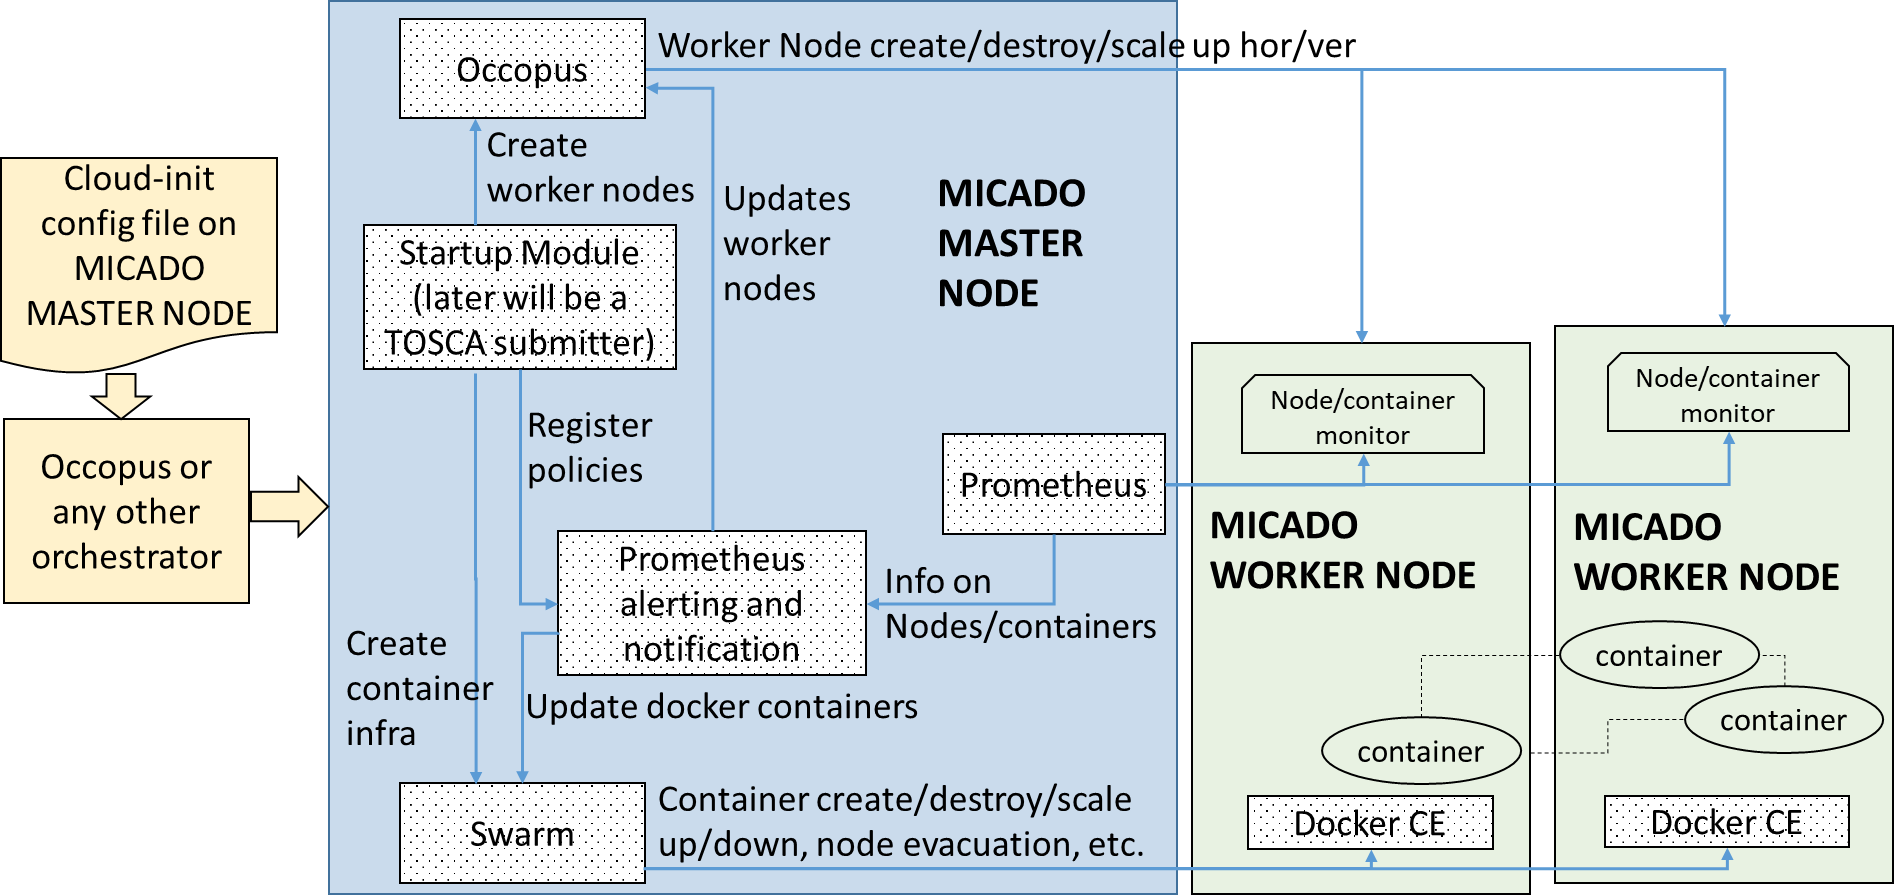 Cloud-init
config file on
MICADO
MASTER NODE
Occopus or
any other
orchestrator
Occopus
Worker Node create/destroy/scale up hor/ver
Create
worker nodes
Updates
worker
nodes
MICADO
MASTER
NODE
Startup Module
(later will be a
TOSCA submitter)
Register
policies
Prometheus
Prometheus
alerting and
notification
Info on
Nodes/containers
Create
container
infra
Update docker containers
Swarm
Container create/destroy/scale
up/down, node evacuation, etc.
Node/container
monitor
MICADO
WORKER NODE
container
Docker CE
Node/container
monitor
MICADO
WORKER NODE
container
container
Docker CE